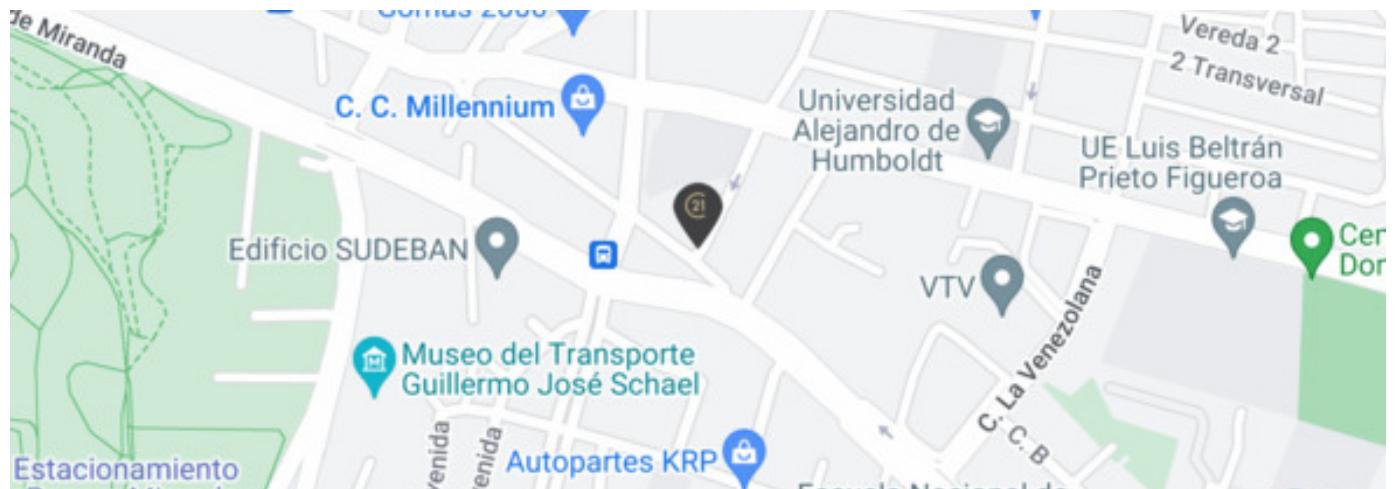 de Miranda
Vereda 2
2 Transversal
C. C. Millennium
Universidad
Alejandro de
Humboldt
UE Luis Beltrán
Prieto Figueroa
21
Edificio SUDEBAN
VTV
C. La Venezolana
Museo del Transporte
Guillermo José Schael
C. B
Autopartes KRP
Estacionamiento